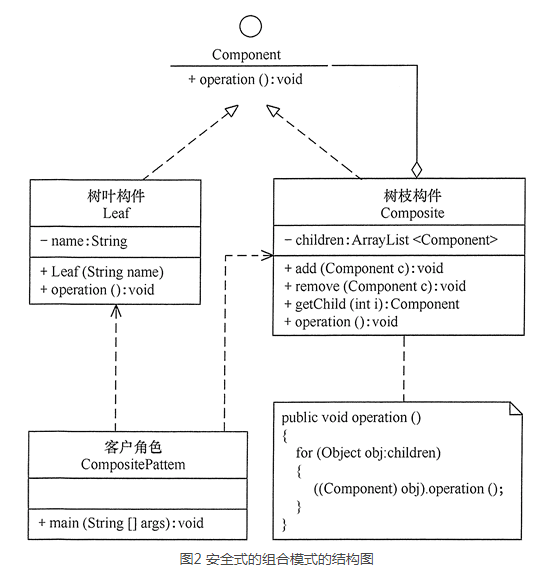 Component
+ operation ():void
树叶构件
Leaf
− name:String
+ Leaf (String name)
+ operation ():void
树枝构件
Composite
− children:ArrayList <Component>
+ add (Component c):void
+ remove (Component c):void
+ getChild (int i):Component
+ operation ():void
客户角色
CompositePattem
+ main (String [] args):void
public void operation ()
{
for (Object obj:children)
{
((Component) obj).operation ();
}
}
图2 安全式的组合模式的结构图